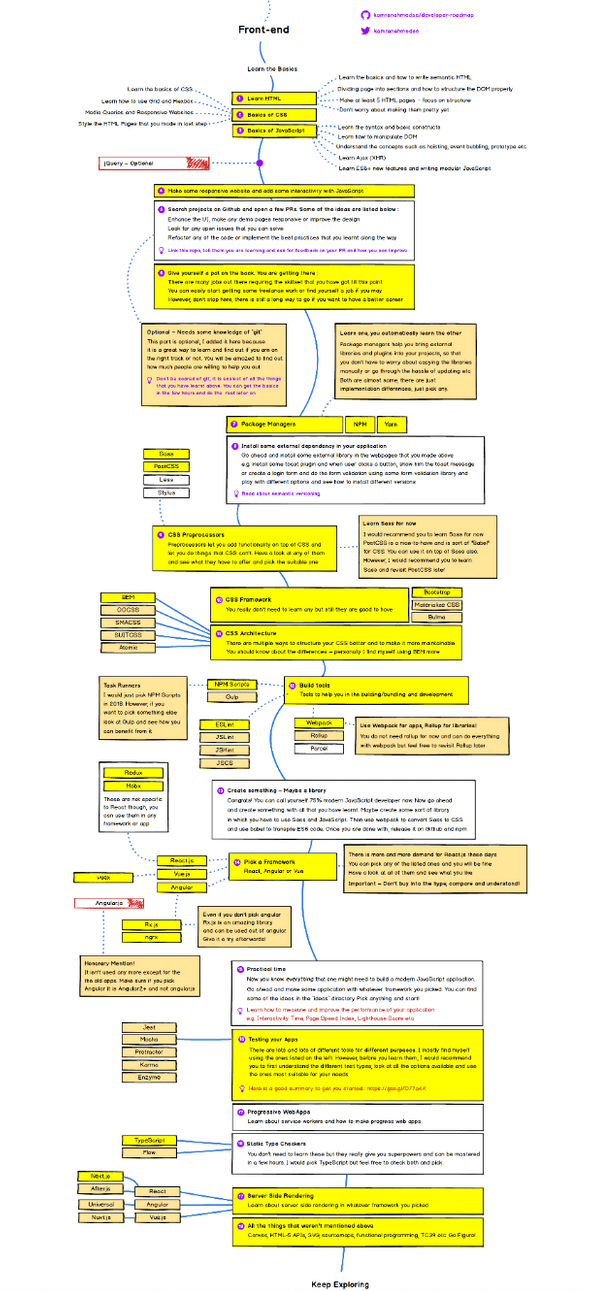 kamranahmedse/developer-roadmap
kamranahmedse
Front-end
Learn the Basics
Learn the basics of CSS
Learn how to use Grid and Flexbox
Media Queries and Responsive Websites
Style the HTML Pages that you made in last step
Learn HTML
Basics of CSS
Basics of JavaScript
Learn the basics and how to write semantic HTML
Dividing page into sections and how to structure the DOM properly
Make at least 5 HTML pages - focus on structure
Don't worry about making them pretty yet
Learn the syntax and basic constructs
Learn how to manipulate DOM
Understand the concepts such as hoisting, event bubbling, prototype etc
Learn Ajax (XHR)
Learn ES6+ new features and writing modular JavaScript
jQuery - Optional
Make some responsive website and add some interactivity with JavaScript
Search projects on Github and open a few PRs. Some of the ideas are listed below:
Enhance the UI, make any demo pages responsive or improve the design
Look for any open issues that you can solve
Refactor any of the code or implement the best practices that you learnt along the way
Link this repo, tell them you are learning and ask for feedback on your PR and how you can improve
Give yourself a pat on the back. You are getting there:
There are many jobs out there requiring the skillset that you have got till this point
You can easily start getting some freelance work or find yourself a job if you may.
However, don't stop here, there is still a long way to go if you want to have a better career
Optional - Needs some knowledge of 'git'
This part is optional, I added it here because
it is a great way to learn and find out if you are on
the right track or not. You will be amazed to find out
how much people are willing to help you out
Don't be scared of git, it is easiest of all the things
that you have learnt above. You can get the basics
in the few hours and do the rest later on
Learn one, you automatically learn the other
Package managers help you bring external
libraries and plugins into your projects, so that
you don't have to worry about copying the libraries
manually or go through the hassle of updating etc
Both are almost same, there are just
implementation differences, just pick any.
Package Managers
NPM
Yarn
Install some external dependency in your application
Go ahead and install some external library in the webpages that you made above
e.g. install some toast plugin and when user clicks a button, show him the toast message
or create a login form and do the form validation using some form validation library and
play with different options and see how to install different versions
Read about semantic versioning
Sass
PostCSS
Less
Stylus
CSS Preprocessors
Preprocessors let you add functionality on top of CSS and
let you do things that CSS can't. Have a look at any of them
and see what they have to offer and pick the suitable one.
Learn Sass for now
I would recommend you to learn Sass for now
PostCSS is a nice-to-have and is sort of "Babel"
for CSS. You can use it on top of Sass also.
However, I would recommend you to learn
Sass and revisit PostCSS later
BEM
OOCSS
SMACSS
SUITCSS
Atomic
CSS Framework
You really don't need to learn any but still they are good to have
Bootstrap
Materialize CSS
Bulma
CSS Architecture
There are multiple ways to structure your CSS better and to make it more maintainable
You should know about the differences - personally I find myself using BEM more
Task Runners
I would just pick NPM Scripts
in 2018. However, if you
want to pick something else
look at Gulp and see how you
can benefit from it
NPM Scripts
Gulp
Build tools
Tools to help you in the building/bundling and development
ESLint
JSLint
JSHint
JSCS
Webpack
Rollup
Parcel
Use Webpack for apps, Rollup for libraries!
You do not need rollup for now and can do everything
with webpack but feel free to revisit Rollup later
Redux
Mobx
These are not specific
to React though, you
can use them in any
framework or app.
Create something - Maybe a library
Congrats! You can call yourself 75% modern JavaScript developer now. Now go ahead
and create something with all that you have learnt. Maybe create some sort of library
in which you have to use Sass and JavaScript. Then use webpack to convert Sass to CSS
and use babel to transpile ES6 code. Once you are done with, release it on Github and npm
React.js
Vue.js
Angular
vuex
Pick a Framework
React, Angular or Vue
There is more and more demand for React.js these days
You can pick any of the listed ones and you will be fine
Have a look at all of them and see what you like
Important - Don't buy into the hype, compare and understand!
Angular.js
Rx.js
ngrx
Even if you don't pick angular
Rx.js is an amazing library
and can be used out of angular.
Give it a try afterwards!
Honorary Mention!
It isn't used any more except for the
the old apps. Make sure if you pick
Angular it is Angular2+ and not angularjs
Practical time
Now you know everything that one might need to build a modern JavaScript application.
Go ahead and make some application with whatever framework you picked. You can find
some of the ideas in the "ideas" directory. Pick anything and start!
Learn how to measure and improve the performance of your application
e.g. Interactivity Time, Page Speed Index, Lighthouse Score etc.
Jest
Mocha
Protractor
Karma
Enzyme
Testing your Apps
There are lots and lots of different tools for different purposes. I mostly find myself
using the ones listed on the left. However, before you learn them, I would recommend
you to first understand the different test types, look at all the options available and use
the ones most suitable for your needs.
Here is a good summary to get you started:
Progressive Web Apps
Learn about service workers and how to make progress web apps
TypeScript
Flow
Static Type Checkers
You don't need to learn these but they really give you superpowers and can be mastered
in a few hours. I would pick TypeScript but feel free to check both and pick.
Next.js
After.js
React
Universal
Angular
Nuxt.js
Vue.js
Server Side Rendering
Learn about server side rendering in whatever framework you picked
All the things that weren't mentioned above
Canvas, HTML-5 APIs, SVG, sourcemaps, functional programming, TC39 etc. Go Figure!
Keep Exploring